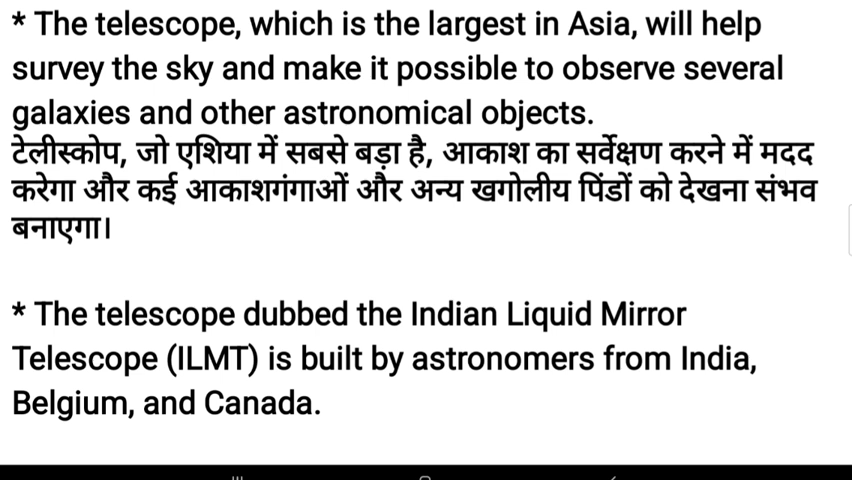 * The telescope, which is the largest in Asia, will help
survey the sky and make it possible to observe several
galaxies and other astronomical objects.
टेलीस्कोप, जो एशिया में सबसे बड़ा है, आकाश का सर्वेक्षण करने में मदद
करेगा और कई आकाशगंगाओं और अन्य खगोलीय पिंडों को देखना संभव
बनाएगा।
* The telescope dubbed the Indian Liquid Mirror
Telescope (ILMT) is built by astronomers from India,
Belgium, and Canada.